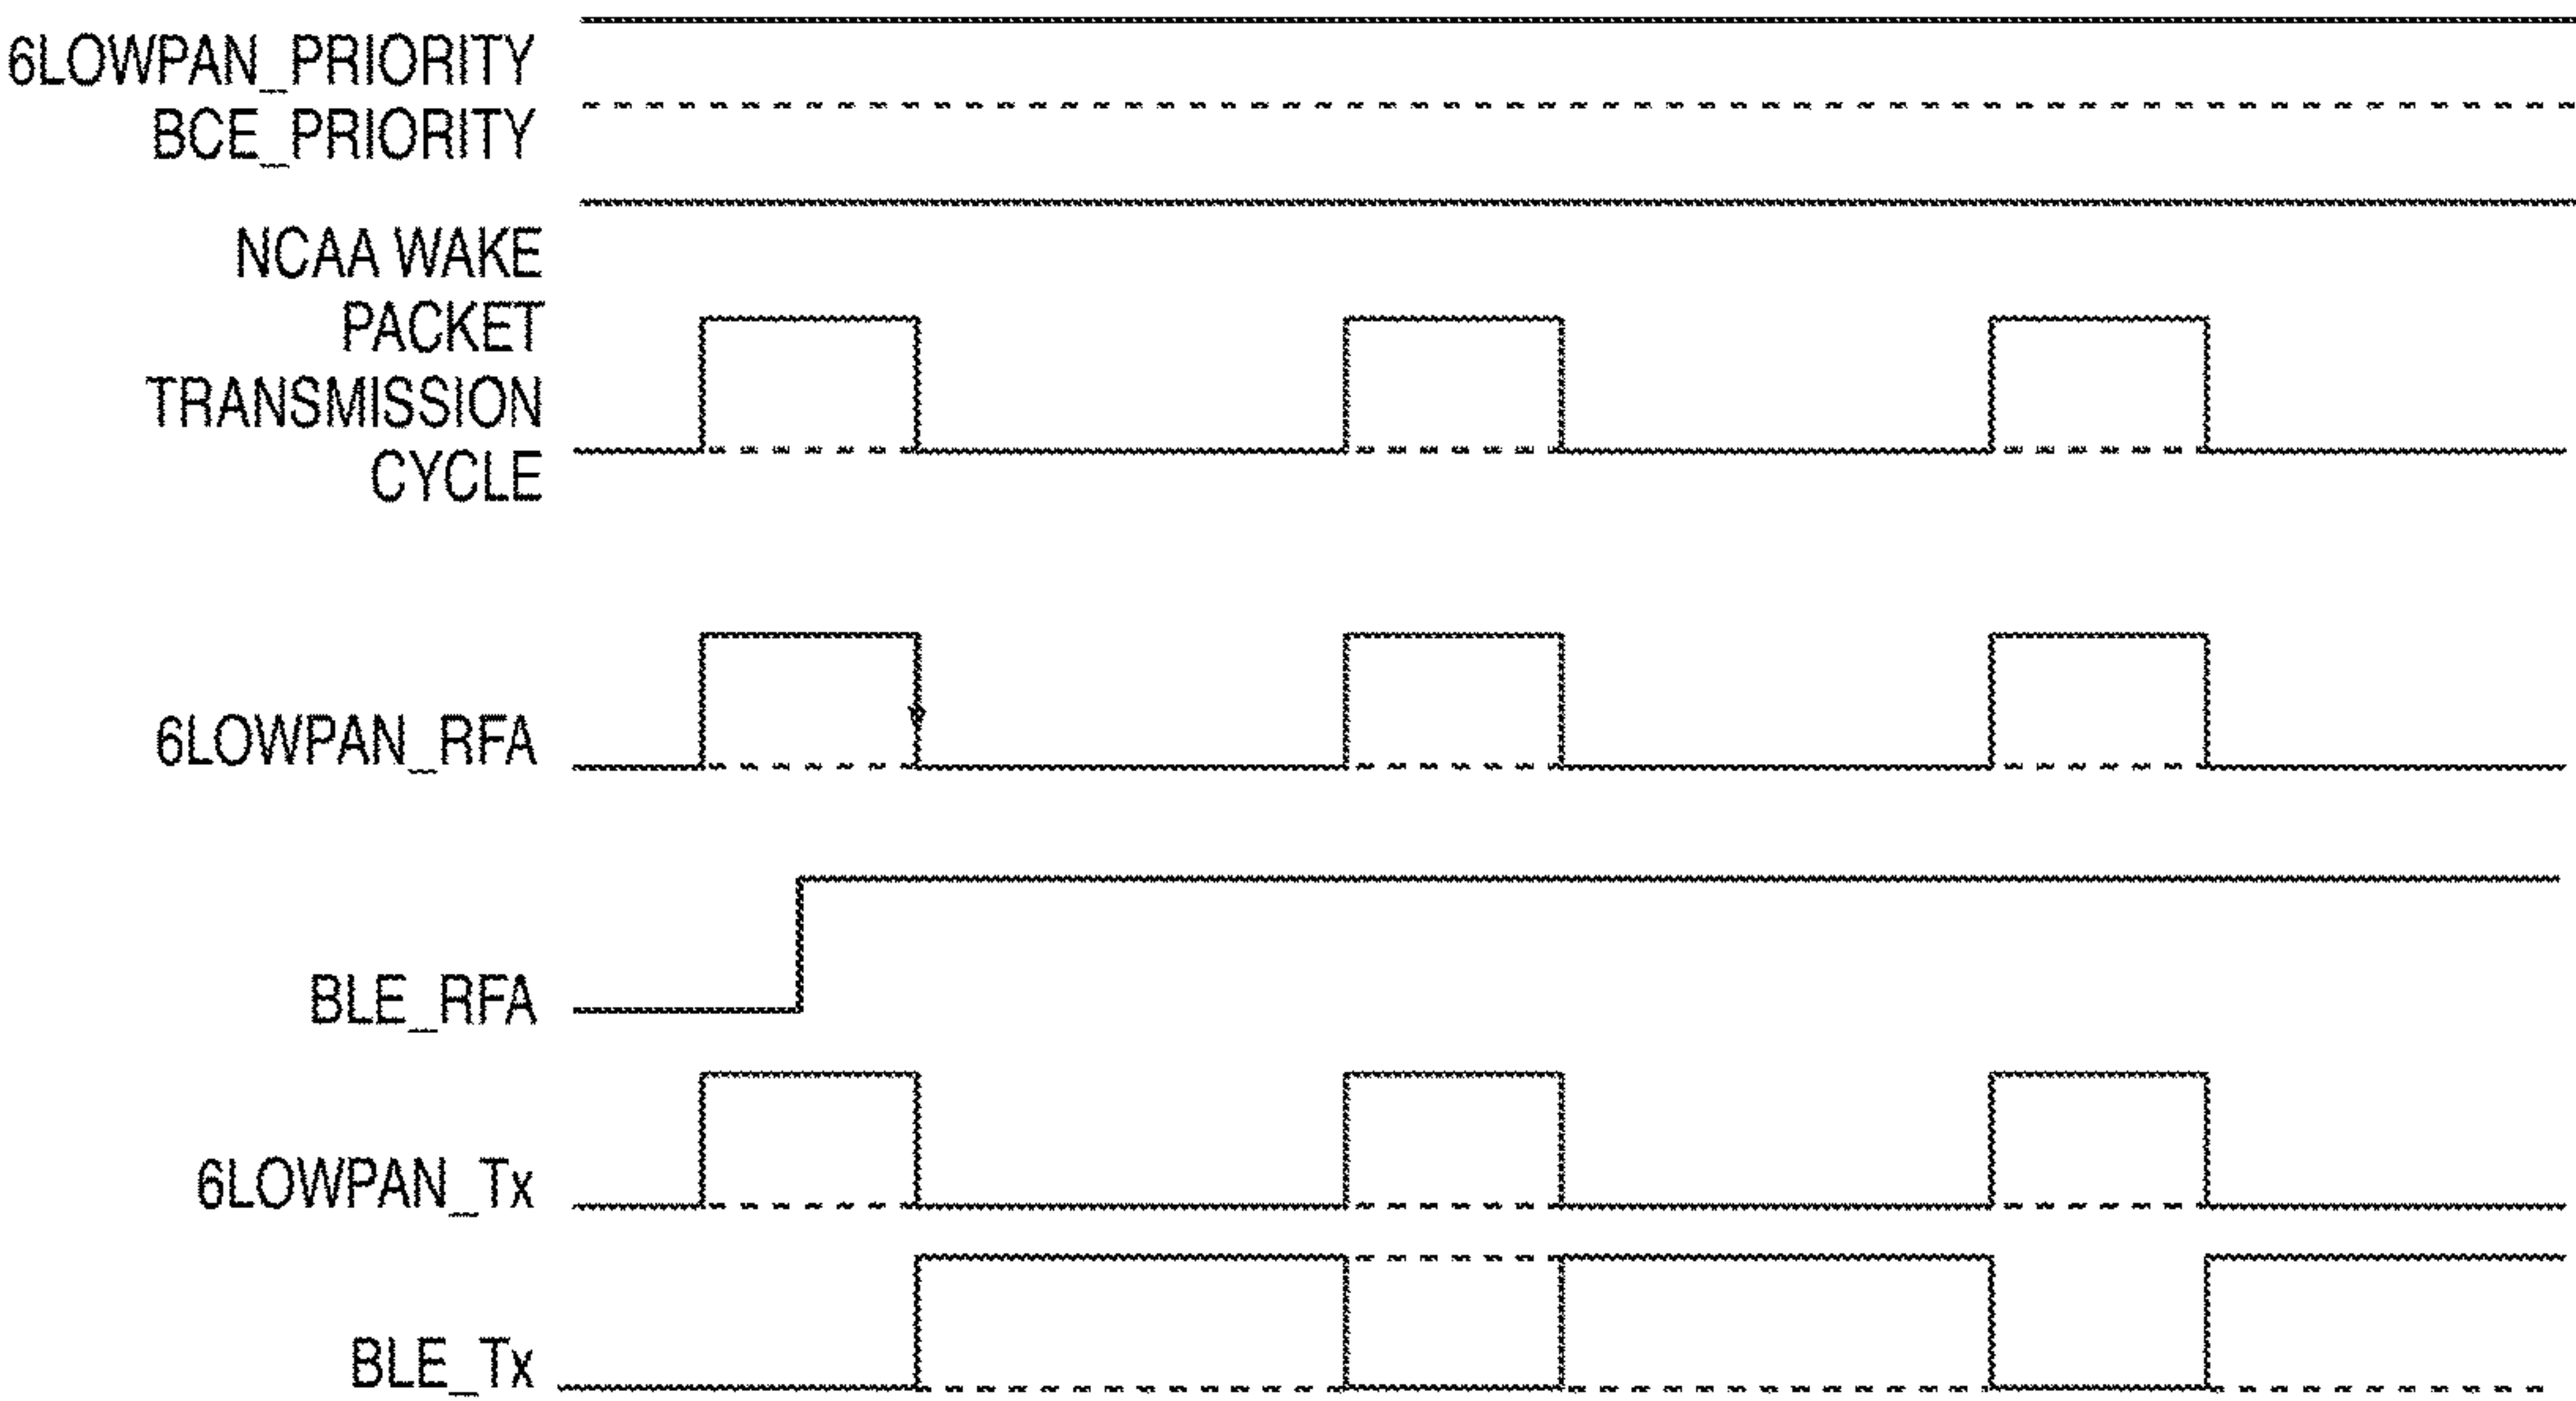 6LOWPAN_PRIORITY
BCE_PRIORITY
NCAA WAKE
PACKET
TRANSMISSION
CYCLE
6LOWPAN_RFA
BLE_RFA
6LOWPAN_Tx
BLE_Tx